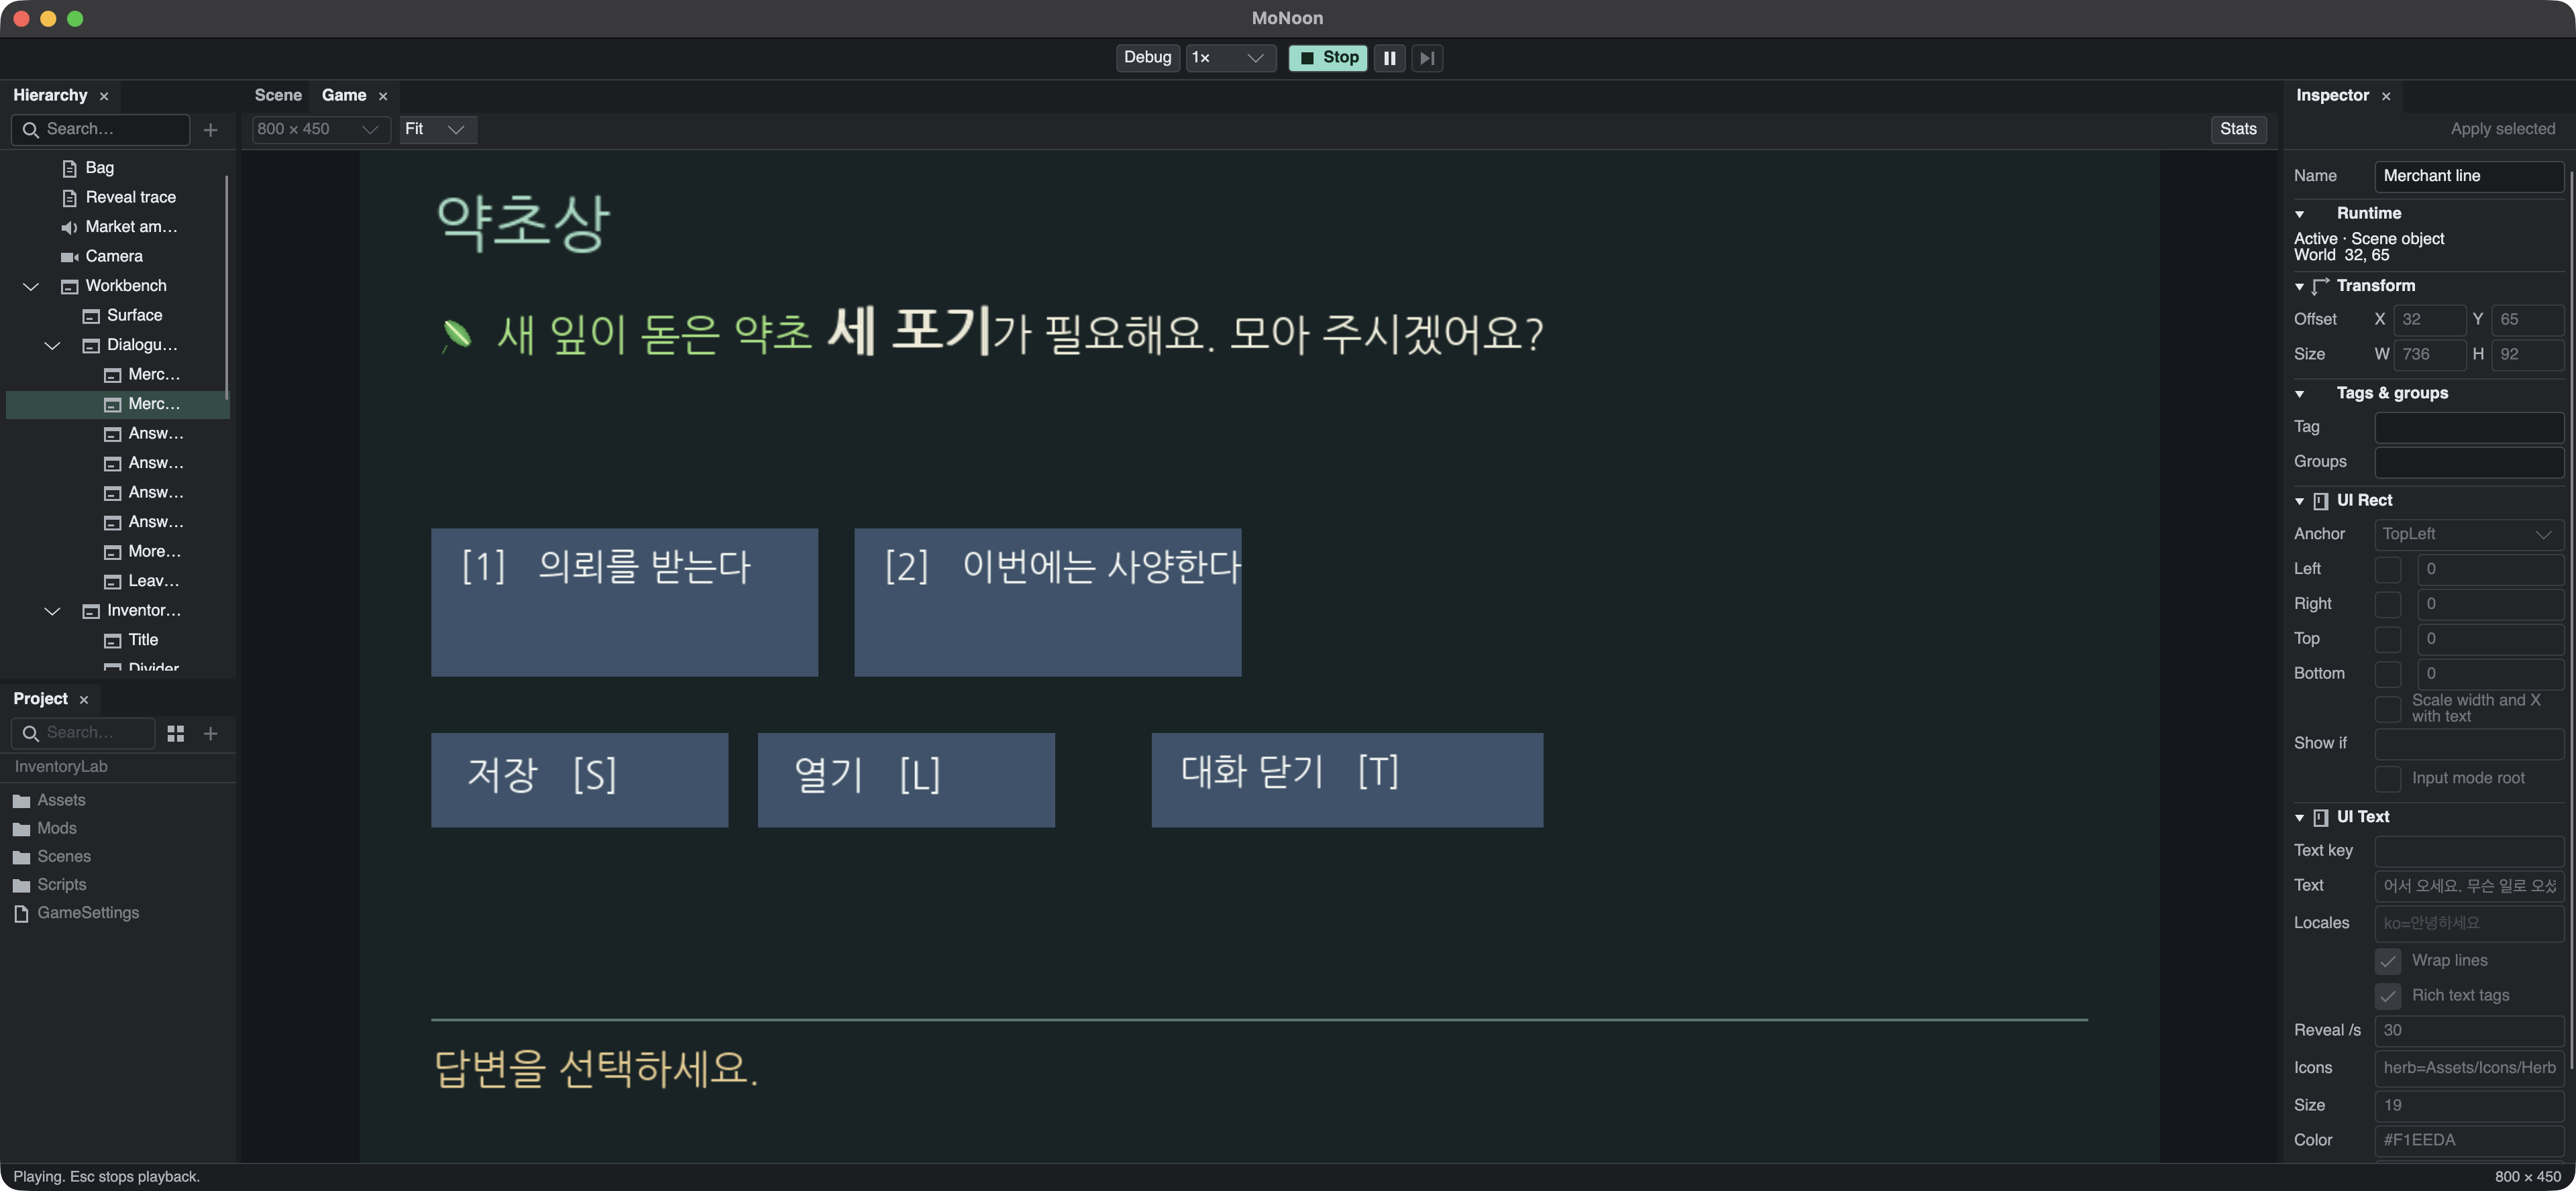 MoNoon
Debug 1× Stop
Hierarchy ×
Search…
Bag
Reveal trace
Market am…
Camera
Workbench
Surface
Dialogu…
Merc…
Merc…
Answ…
Answ…
Answ…
Answ…
More…
Leav…
Inventor…
Title
Divider
Project ×
Search…
InventoryLab
Assets
Mods
Scenes
Scripts
GameSettings
Scene Game ×
800 × 450 Fit Stats
약초상
새 잎이 돋은 약초 세 포기가 필요해요. 모아 주시겠어요?
[1] 의뢰를 받는다
[2] 이번에는 사양한다
저장 [S]
열기 [L]
대화 닫기 [T]
답변을 선택하세요.
Inspector ×
Apply selected
Name Merchant line
Runtime
Active · Scene object
World 32, 65
Transform
Offset X 32 Y 65
Size W 736 H 92
Tags & groups
Tag
Groups
UI Rect
Anchor TopLeft
Left 0
Right 0
Top 0
Bottom 0
Scale width and X
with text
Show if
Input mode root
UI Text
Text key
Text 어서 오세요. 무슨 일로 오셨
Locales ko=안녕하세요
Wrap lines
Rich text tags
Reveal /s 30
Icons herb=Assets/Icons/Herb
Size 19
Color #F1EEDA
Playing. Esc stops playback.
800 × 450